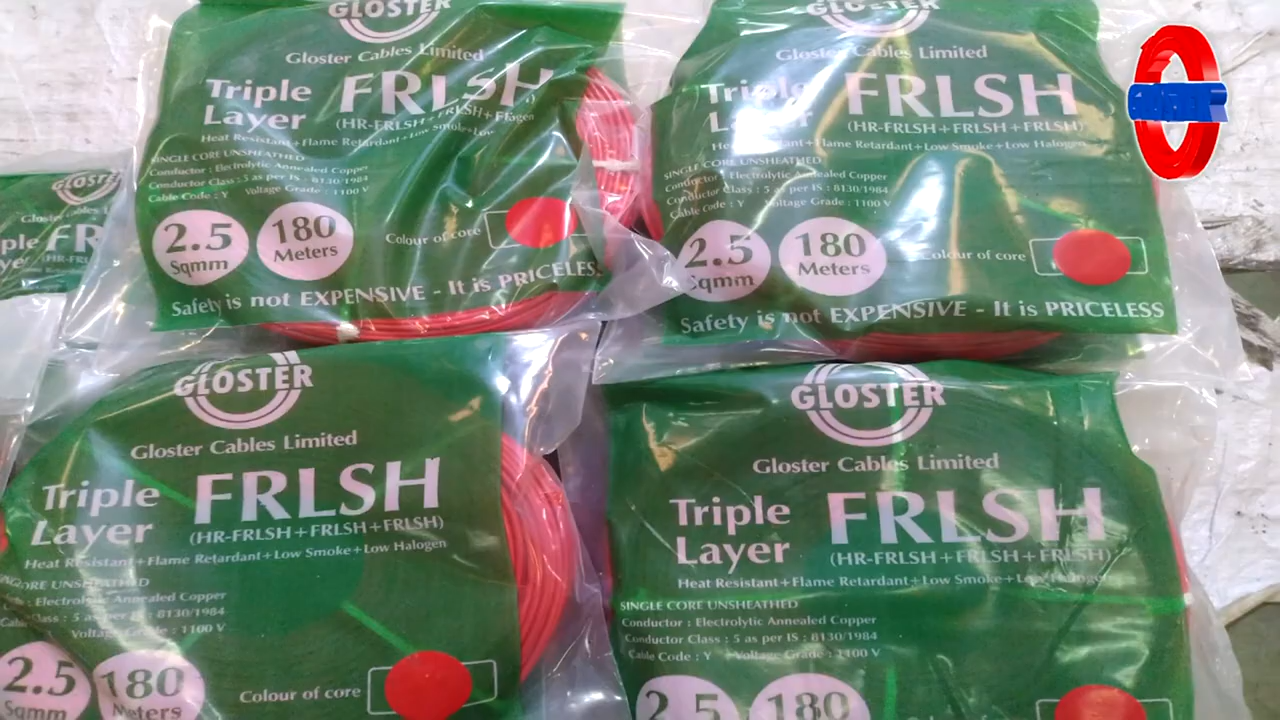 GLOSTER
Gloster Cables Limited
Triple Layer FRLSH
(HR-FRLSH+FRLSH+
Heat Resistant+Flame Retardant+Low Smoke+Low
SINGLE CORE UNSHEATHED
Conductor : Electrolytic Annealed Copper
Conductor Class : 5 as per IS : 8130/1984
Cable Code : Y Voltage Grade : 1100 V
2.5 Sqmm
180 Meters
Colour of core
Safety is not EXPENSIVE - It is PRICELESS
GLOSTER
Gloster Cables Limited
Triple Layer FRLSH
(HR-FRLSH+FRLSH+FRLSH)
Heat Resistant+Flame Retardant+Low Smoke+Low Halogen
SINGLE CORE UNSHEATHED
Conductor : Electrolytic Annealed Copper
Conductor Class : 5 as per IS : 8130/1984
Cable Code : Y Voltage Grade : 1100 V
2.5 Sqmm
180 Meters
Colour of core
Safety is not EXPENSIVE - It is PRICELESS
GLOSTER
FR
GLOSTER
Gloster Cables Limited
Triple Layer FRLSH
(HR-FRLSH+FRLSH+FRLSH)
Heat Resistant+Flame Retardant+Low Smoke+Low Halogen
CORE UNSHEATHED
: Electrolytic Annealed Copper
: 5 as per IS : 8130/1984
Voltage Grade : 1100 V
2.5 Sqmm
180 Meters
Colour of core
GLOSTER
Gloster Cables Limited
Triple Layer FRLSH
(HR-FRLSH+FRLSH+FRLSH)
Heat Resistant+Flame Retardant+Low Smoke+Low Halogen
SINGLE CORE UNSHEATHED
Conductor : Electrolytic Annealed Copper
Conductor Class : 5 as per IS : 8130/1984
Cable Code : Y Voltage Grade : 1100 V
2.5
180